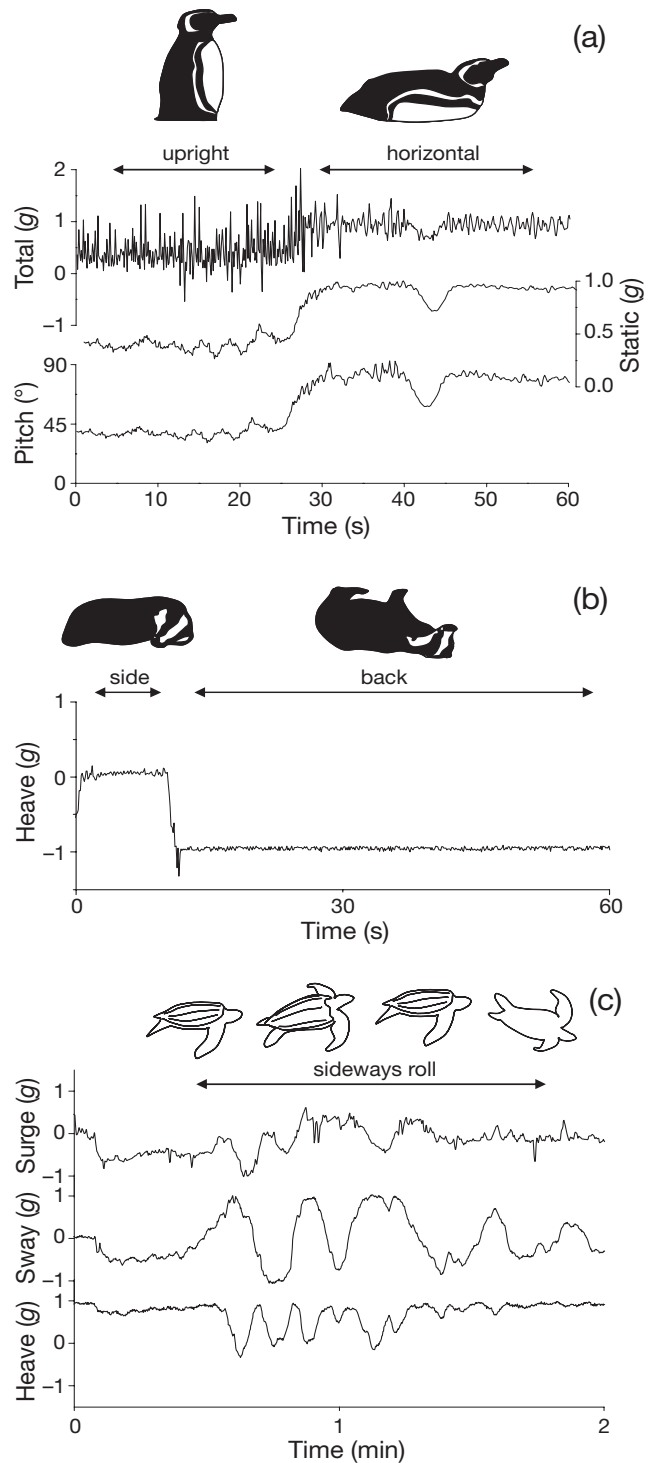 (a)
upright horizontal
Total (g)
2
1
0
−1
Static (g)
1.0
0.5
0.0
Pitch (°)
90
45
0
0 10 20 30 40 50 60
Time (s)
(b)
side back
Heave (g)
1
0
−1
0 30 60
Time (s)
(c)
sideways roll
Surge (g)
1
0
−1
Sway (g)
1
0
−1
Heave (g)
1
0
−1
0 1 2
Time (min)